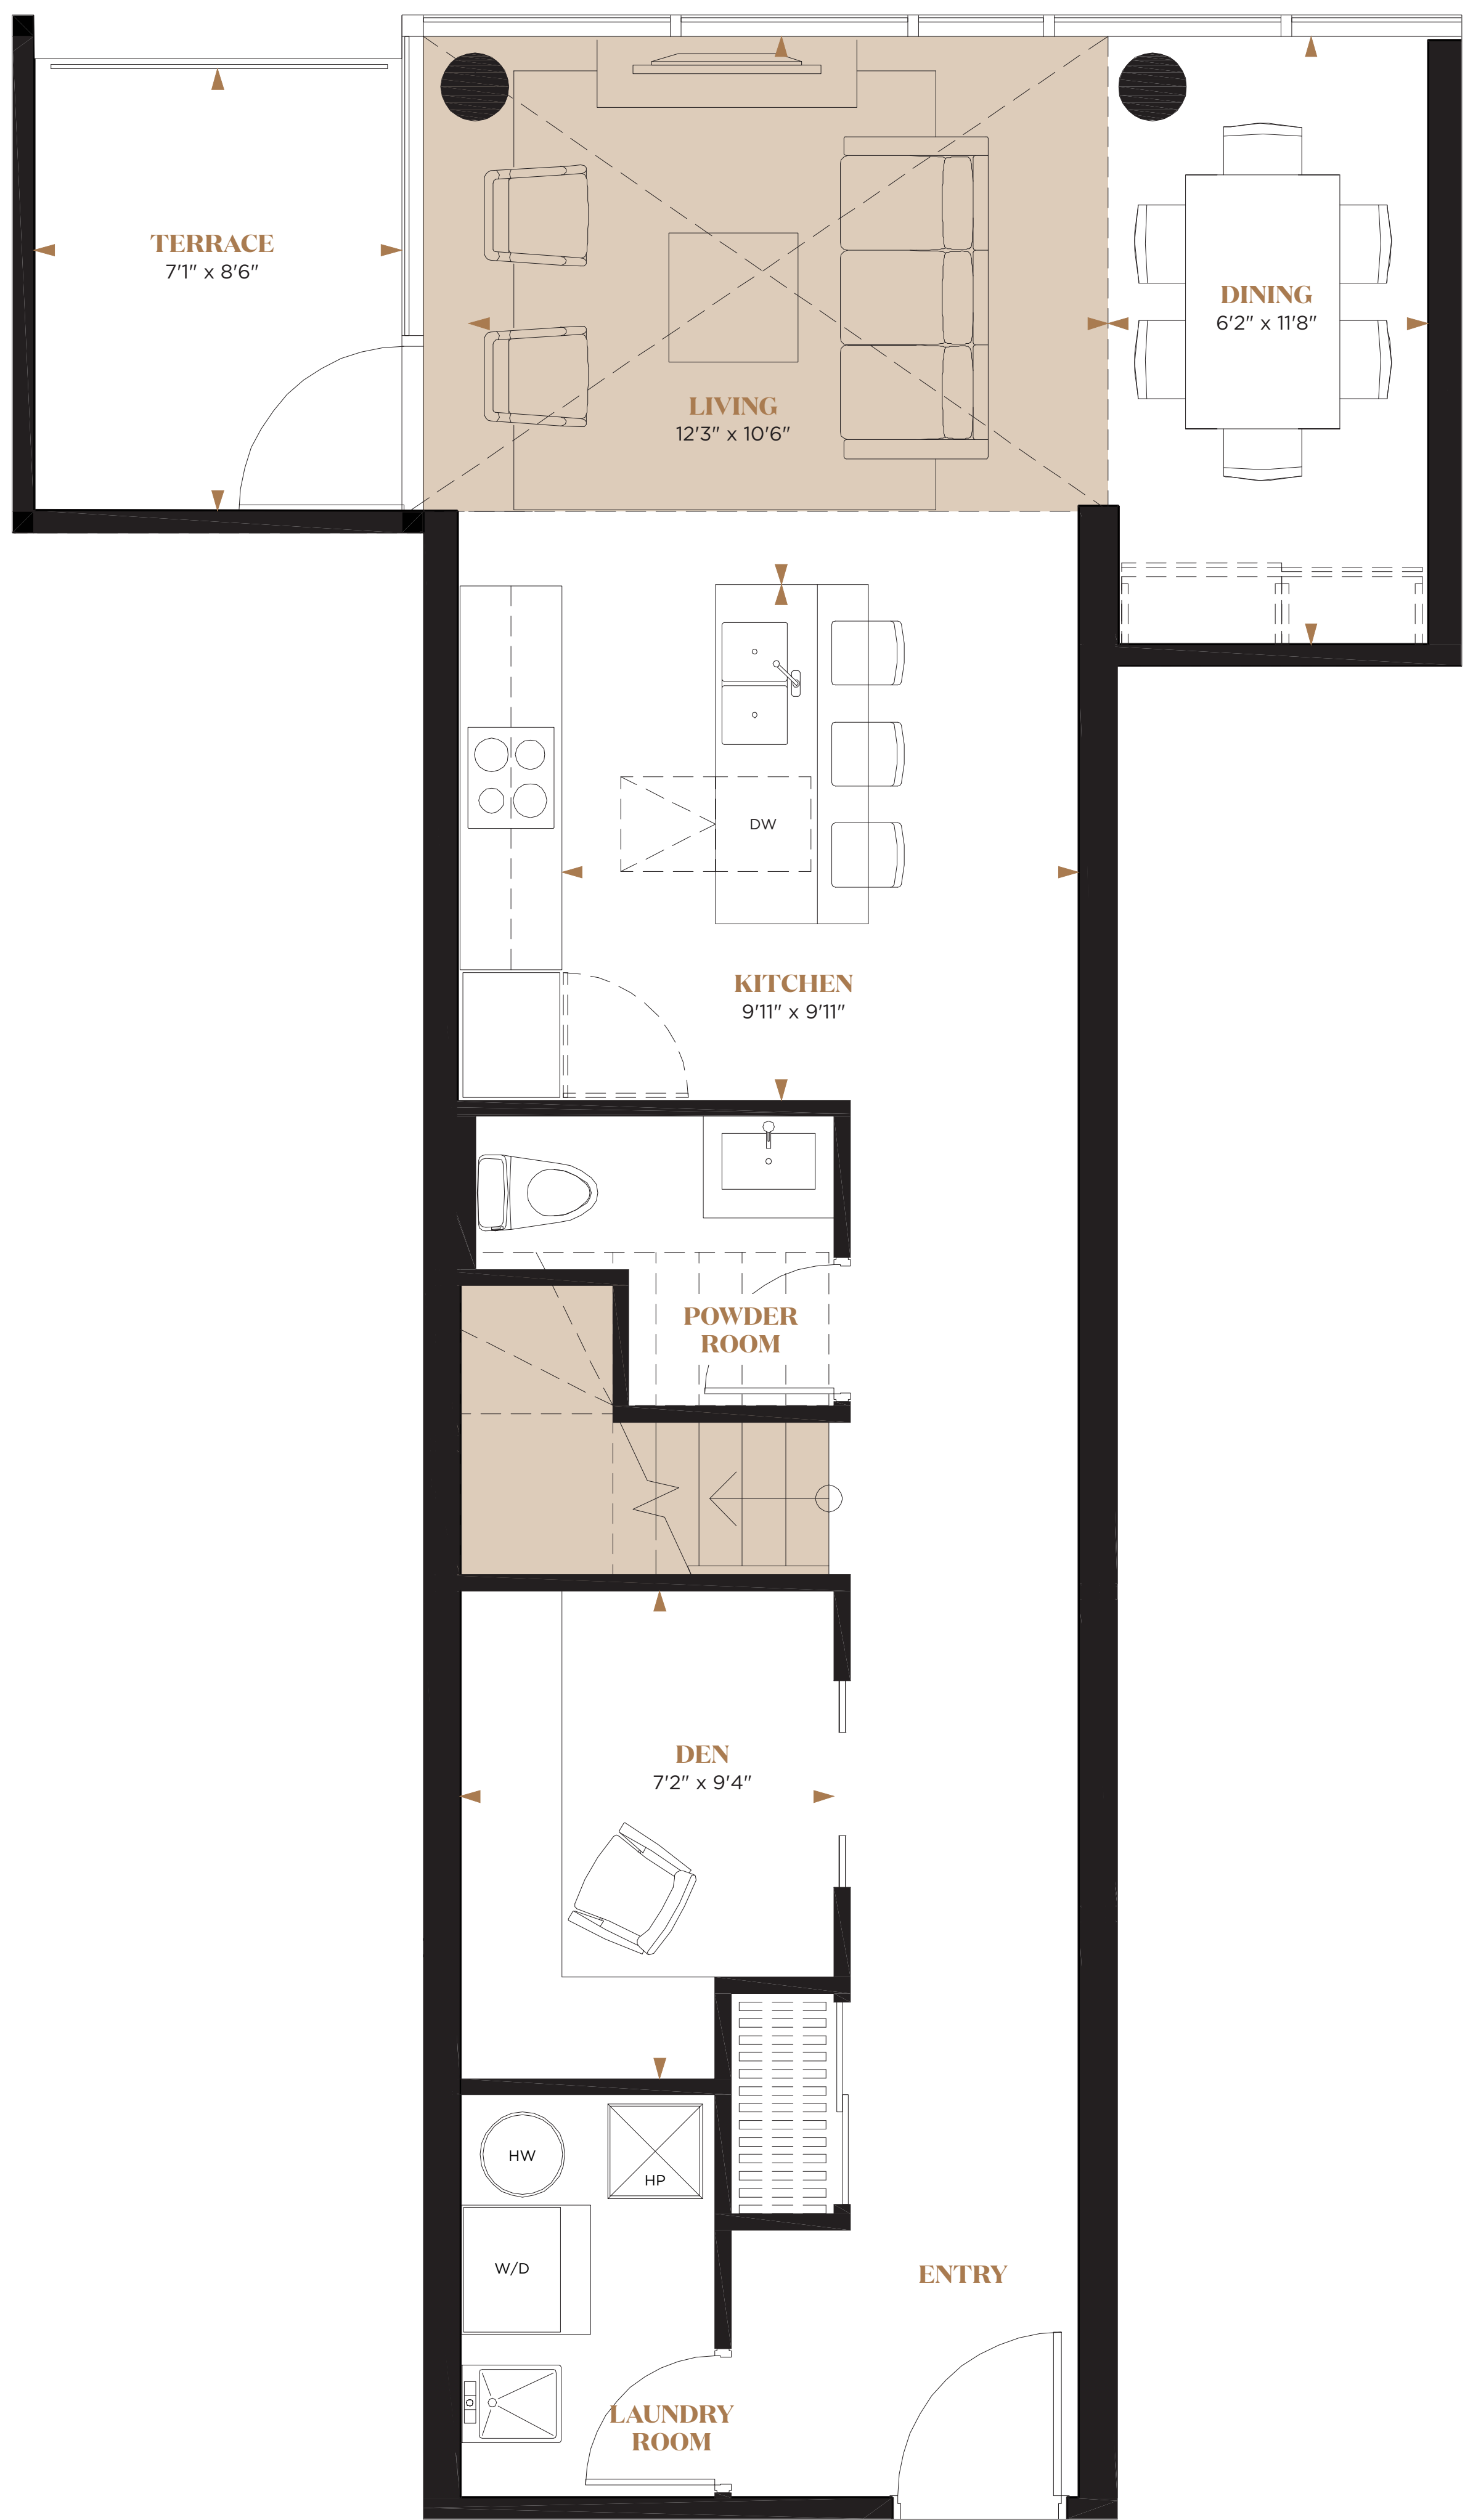 TERRACE
7'1" x 8'6"
DINING
6'2" x 11'8"
LIVING
12'3" x 10'6"
DW
KITCHEN
9'11" x 9'11"
POWDER
ROOM
DEN
7'2" x 9'4"
HW
HP
W/D
ENTRY
LAUNDRY
ROOM